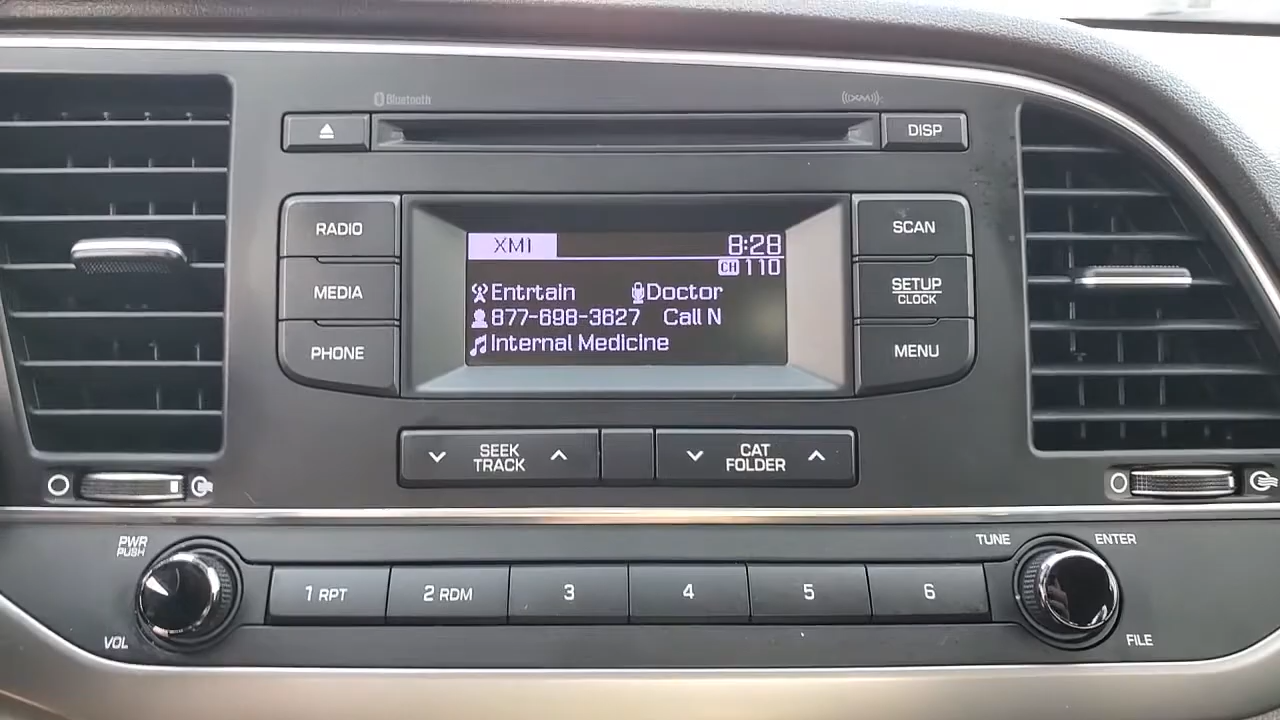 Bluetooth
((XM))
DISP
RADIO
XM1
8:28
SCAN
CH 110
MEDIA
Entrtain
Doctor
SETUP
CLOCK
877-698-3627 Call N
PHONE
Internal Medicine
MENU
SEEK
TRACK
CAT
FOLDER
PWR
PUSH
TUNE
ENTER
1 RPT
2 RDM
3
4
5
6
VOL
FILE